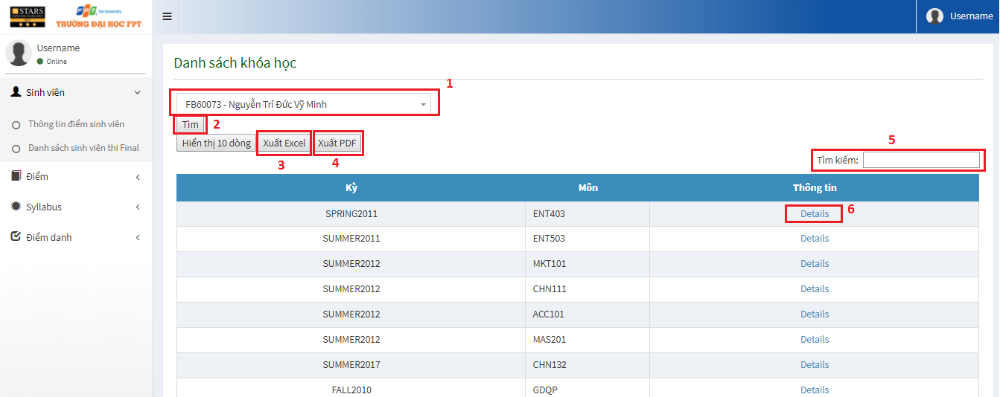 STARS
Fpt University
TRƯỜNG ĐẠI HỌC FPT
Username
Username
Online
Sinh viên
Thông tin điểm sinh viên
Danh sách sinh viên thi Final
Điểm
Syllabus
Điểm danh
Danh sách khóa học
1
FB60073 - Nguyễn Trí Đức Vỹ Minh
Tìm 2
Hiển thị 10 dòng Xuất Excel Xuất PDF
3 4
5
Tìm kiếm:
Kỳ Môn Thông tin
SPRING2011 ENT403 Details 6
SUMMER2011 ENT503 Details
SUMMER2012 MKT101 Details
SUMMER2012 CHN111 Details
SUMMER2012 ACC101 Details
SUMMER2012 MAS201 Details
SUMMER2017 CHN132 Details
FALL2010 GDQP Details